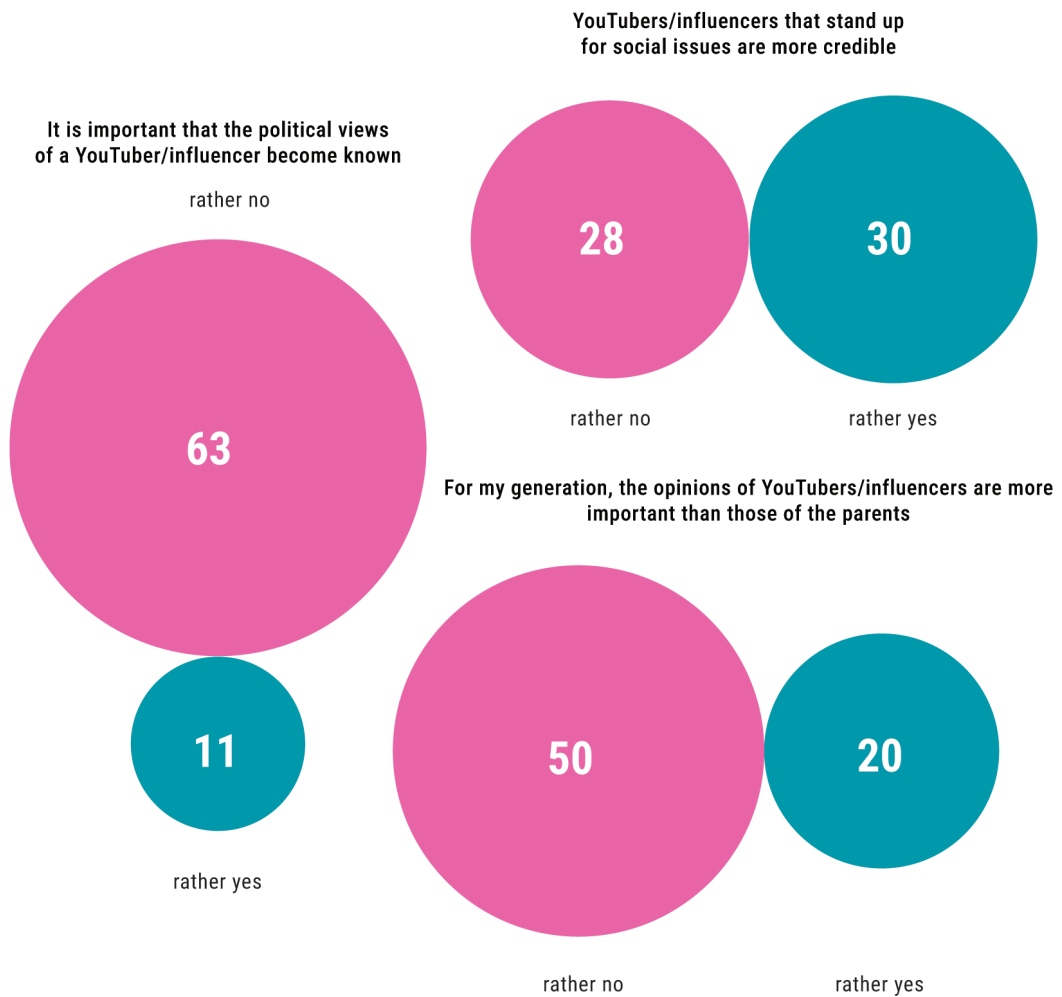 It is important that the political views
of a YouTuber/influencer become known
rather no
63
11
rather yes
YouTubers/influencers that stand up
for social issues are more credible
28
30
rather no
rather yes
For my generation, the opinions of YouTubers/influencers are more
important than those of the parents
50
20
rather no
rather yes